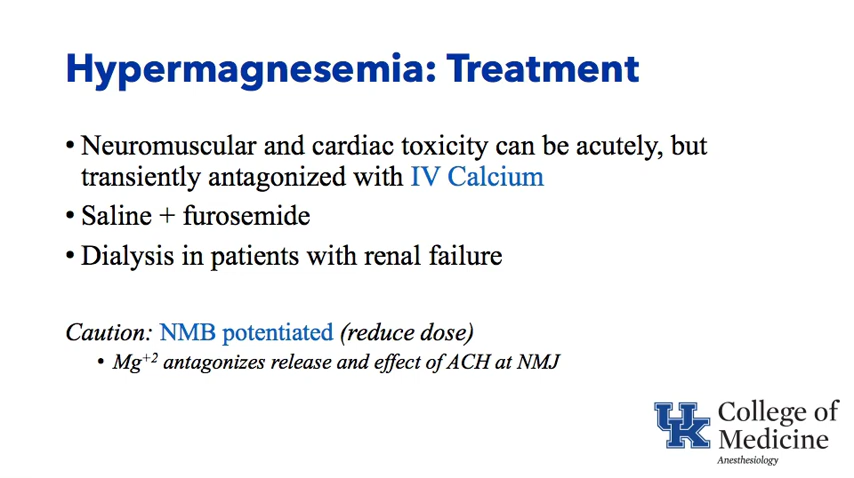 Hypermagnesemia: Treatment
• Neuromuscular and cardiac toxicity can be acutely, but
transiently antagonized with IV Calcium
• Saline + furosemide
• Dialysis in patients with renal failure
Caution: NMB potentiated (reduce dose)
• Mg+2 antagonizes release and effect of ACH at NMJ
UK College of
Medicine
Anesthesiology